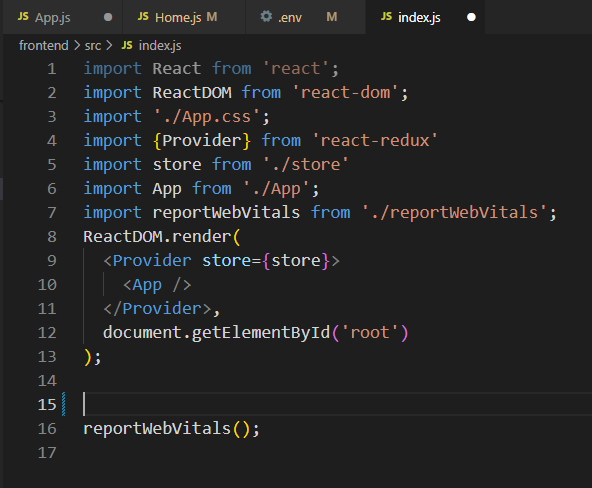 JS App.js JS Home.js M .env M JS index.js
frontend > src > JS index.js
1 import React from 'react';
2 import ReactDOM from 'react-dom';
3 import './App.css';
4 import {Provider} from 'react-redux'
5 import store from './store'
6 import App from './App';
7 import reportWebVitals from './reportWebVitals';
8 ReactDOM.render(
9 <Provider store={store}>
10 <App />
11 </Provider>,
12 document.getElementById('root')
13 );
14
15
16 reportWebVitals();
17